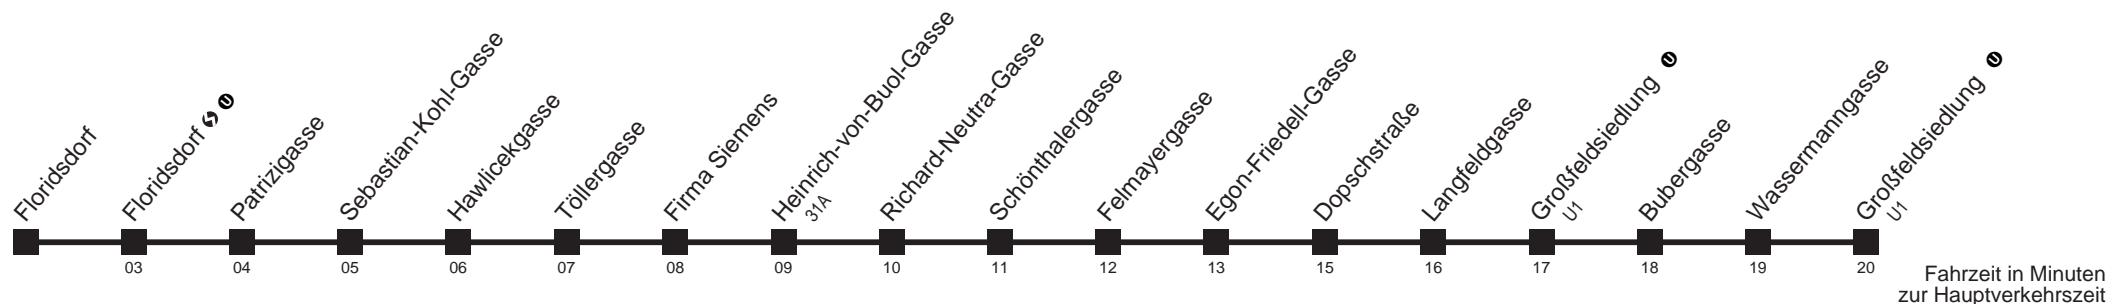 Floridsdorf
Floridsdorf
Patrizigasse
Sebastian-Kohl-Gasse
Hawlicekgasse
Töllergasse
Firma Siemens
Heinrich-von-Buol-Gasse
31A
Richard-Neutra-Gasse
Schönthalergasse
Felmayergasse
Egon-Friedell-Gasse
Dopschstraße
Langfeldgasse
Großfeldsiedlung U
U1
Bubergasse
Wassermanngasse
Großfeldsiedlung U
U1
03 04 05 06 07 08 09 10 11 12 13 15 16 17 18 19 20
Fahrzeit in Minuten
zur Hauptverkehrszeit